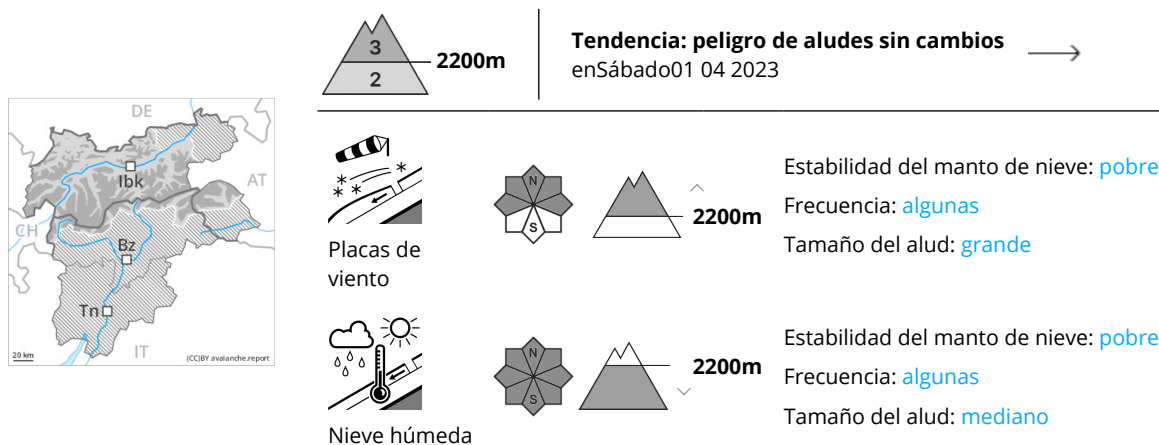 3
2
2200m
Tendencia: peligro de aludes sin cambios
enSábado01 04 2023
DE
Ibk
AT
CH
Bz
Tn
IT
20 km
(CC)BY avalanche.report
Placas de
viento
N
S
2200m
Estabilidad del manto de nieve: pobre
Frecuencia: algunas
Tamaño del alud: grande
Nieve húmeda
N
S
2200m
Estabilidad del manto de nieve: pobre
Frecuencia: algunas
Tamaño del alud: mediano